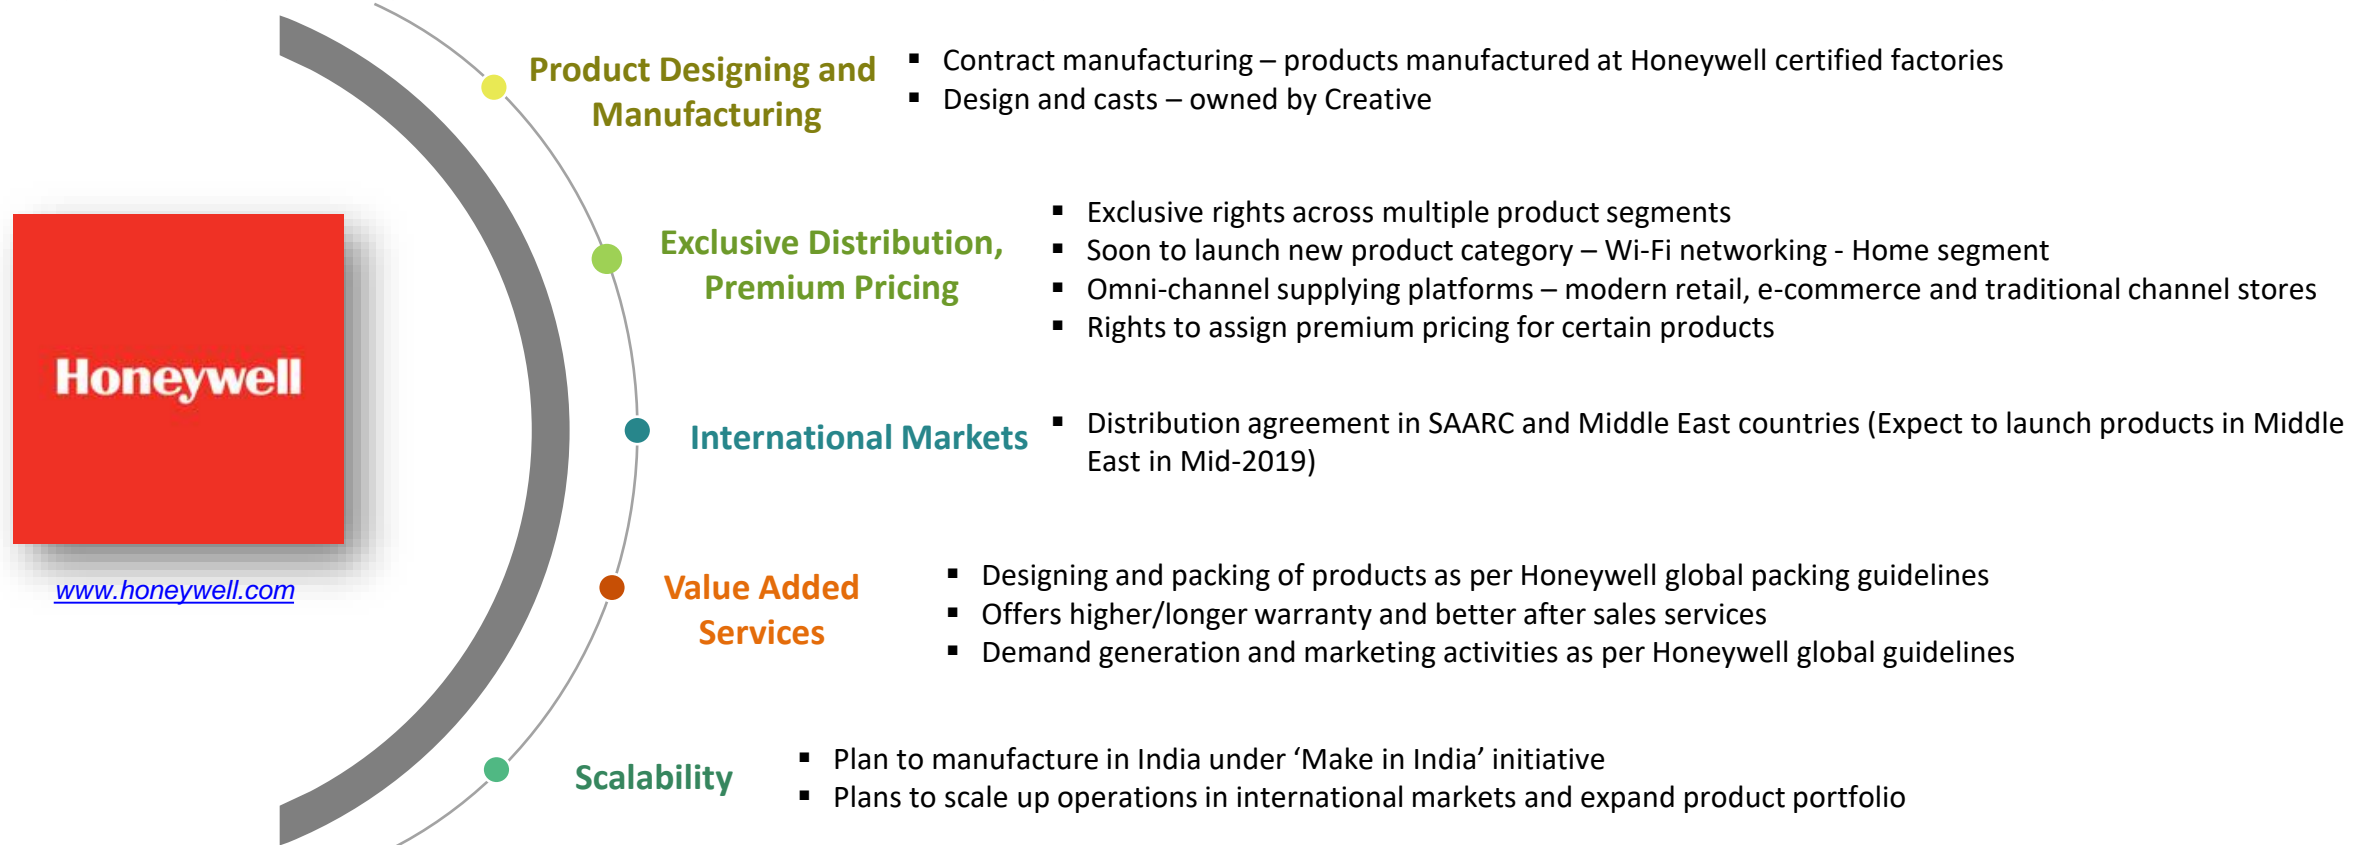 Product Designing and
Manufacturing
▪ Contract manufacturing – products manufactured at Honeywell certified factories
▪ Design and casts – owned by Creative
Exclusive Distribution,
Premium Pricing
▪ Exclusive rights across multiple product segments
▪ Soon to launch new product category – Wi-Fi networking - Home segment
▪ Omni-channel supplying platforms – modern retail, e-commerce and traditional channel stores
▪ Rights to assign premium pricing for certain products
Honeywell
www.honeywell.com
International Markets
▪ Distribution agreement in SAARC and Middle East countries (Expect to launch products in Middle
East in Mid-2019)
Value Added
Services
▪ Designing and packing of products as per Honeywell global packing guidelines
▪ Offers higher/longer warranty and better after sales services
▪ Demand generation and marketing activities as per Honeywell global guidelines
Scalability
▪ Plan to manufacture in India under ‘Make in India’ initiative
▪ Plans to scale up operations in international markets and expand product portfolio